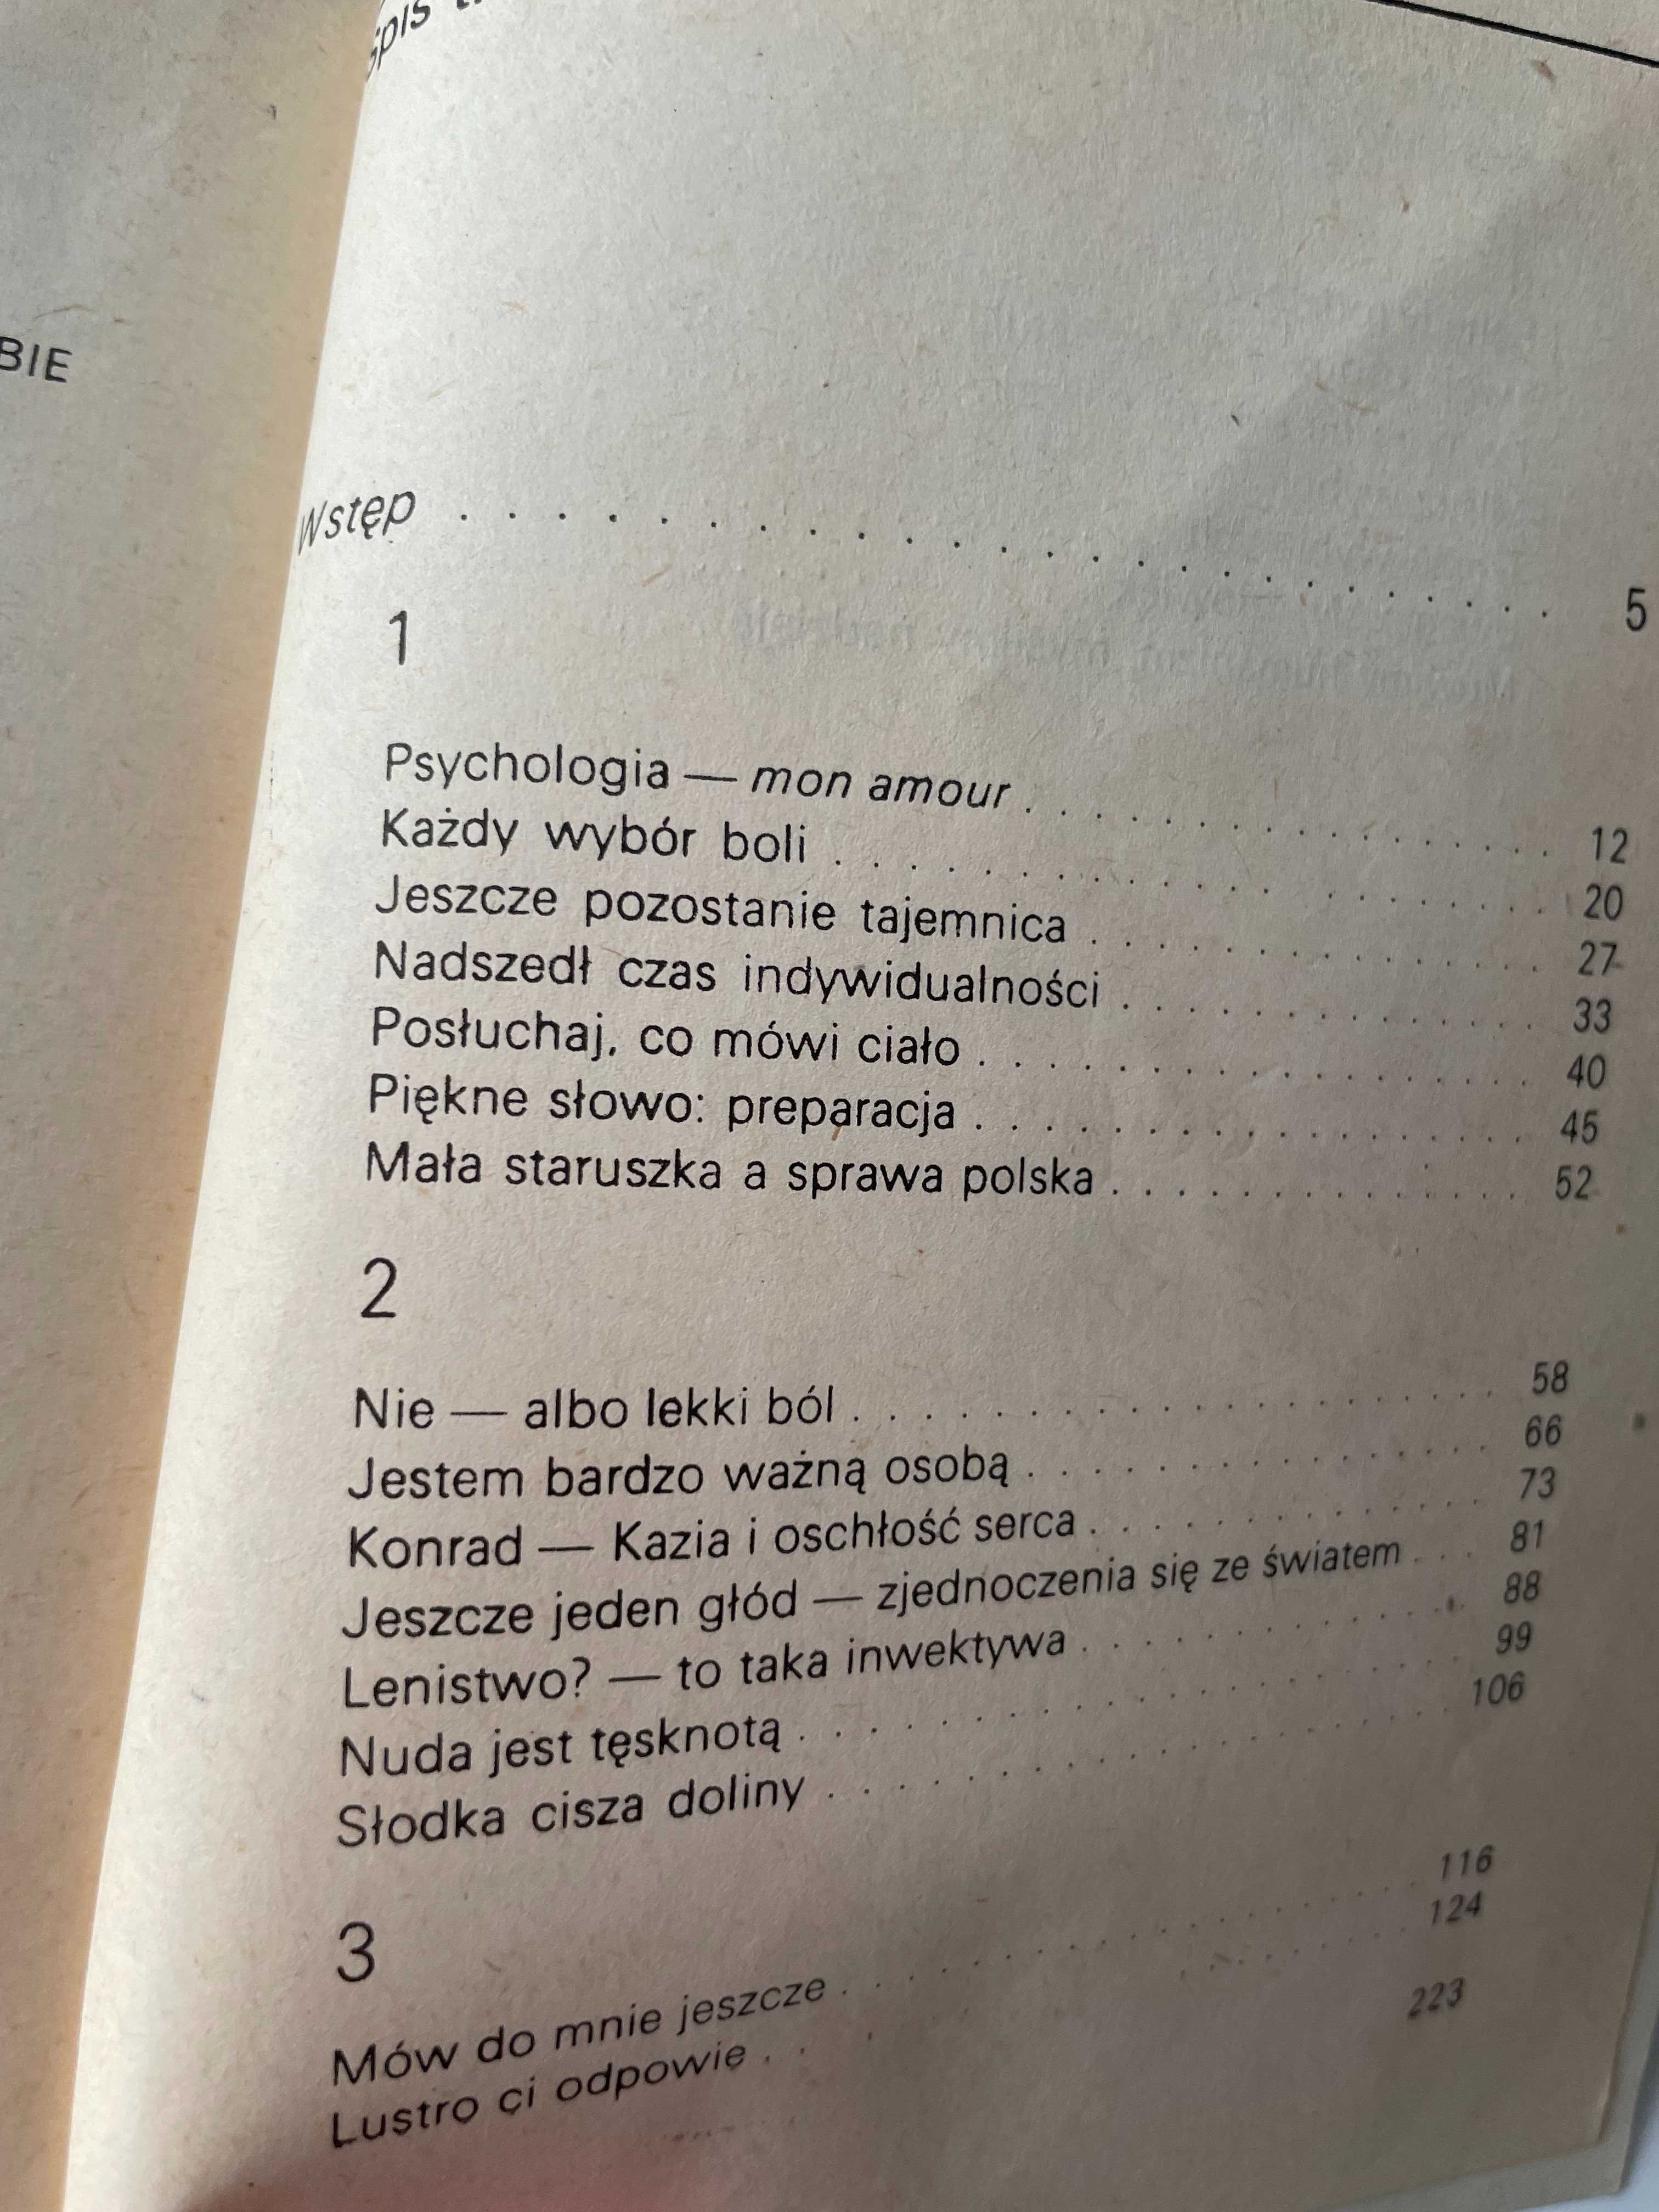 BIE
Wstęp . . . . . . . . . . . . . . . . . . . . . . . . . 5
1
Psychologia — mon amour . . . . . . . . . . . . . . 12
Każdy wybór boli . . . . . . . . . . . . . . . . . . 20
Jeszcze pozostanie tajemnica . . . . . . . . . . . . 27
Nadszedł czas indywidualności . . . . . . . . . . . 33
Posłuchaj, co mówi ciało . . . . . . . . . . . . . . 40
Piękne słowo: preparacja . . . . . . . . . . . . . . 45
Mała staruszka a sprawa polska . . . . . . . . . . . 52
2
Nie — albo lekki ból . . . . . . . . . . . . . . . . 58
Jestem bardzo ważną osobą . . . . . . . . . . . . . 66
Konrad — Kazia i oschłość serca . . . . . . . . . . 73
Jeszcze jeden głód — zjednoczenia się ze światem . . . 81
Lenistwo? — to taka inwektywa . . . . . . . . . . . 88
Nuda jest tęsknotą . . . . . . . . . . . . . . . . . 99
Słodka cisza doliny . . . . . . . . . . . . . . . . 106
3
Mów do mnie jeszcze . . . . . . . . . . . . . . . . 116
Lustro ci odpowie . . . . . . . . . . . . . . . . . 124
223